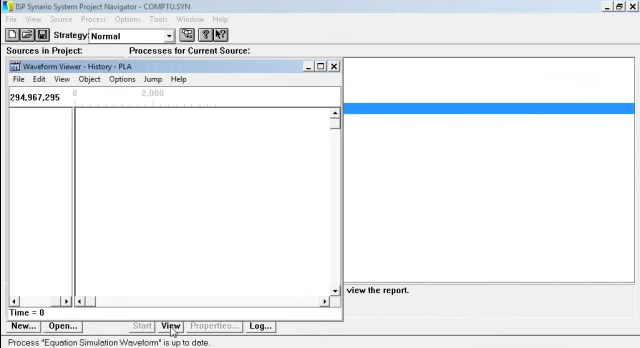 ISP Synario System Project Navigator - COMPTU.SYN
File View Source Process Options Tools Window Help
Strategy: Normal
Sources in Project: Processes for Current Source:
Waveform Viewer - History - PLA
File Edit View Object Options Jump Help
294,967,295 0 2,000
view the report.
Time = 0
New... Open... Start View Properties... Log...
Process "Equation Simulation Waveform" is up to date.